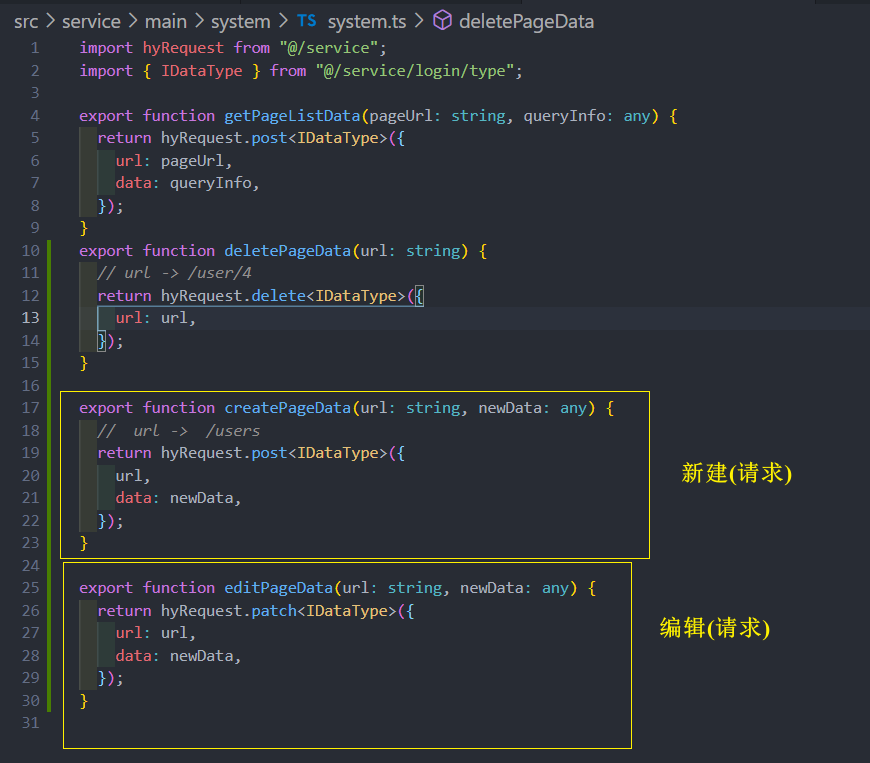 src > service > main > system > TS system.ts > deletePageData
1 import hyRequest from "@/service";
2 import { IDataType } from "@/service/login/type";
3
4 export function getPageListData(pageUrl: string, queryInfo: any) {
5 return hyRequest.post<IDataType>({
6 url: pageUrl,
7 data: queryInfo,
8 });
9 }
10 export function deletePageData(url: string) {
11 // url -> /user/4
12 return hyRequest.delete<IDataType>({
13 url: url,
14 });
15 }
16
17 export function createPageData(url: string, newData: any) {
18 //  url ->  /users
19 return hyRequest.post<IDataType>({
20 url,
新建(请求)
21 data: newData,
22 });
23 }
24
25 export function editPageData(url: string, newData: any) {
26 return hyRequest.patch<IDataType>({
27 url: url,
编辑(请求)
28 data: newData,
29 });
30 }
31